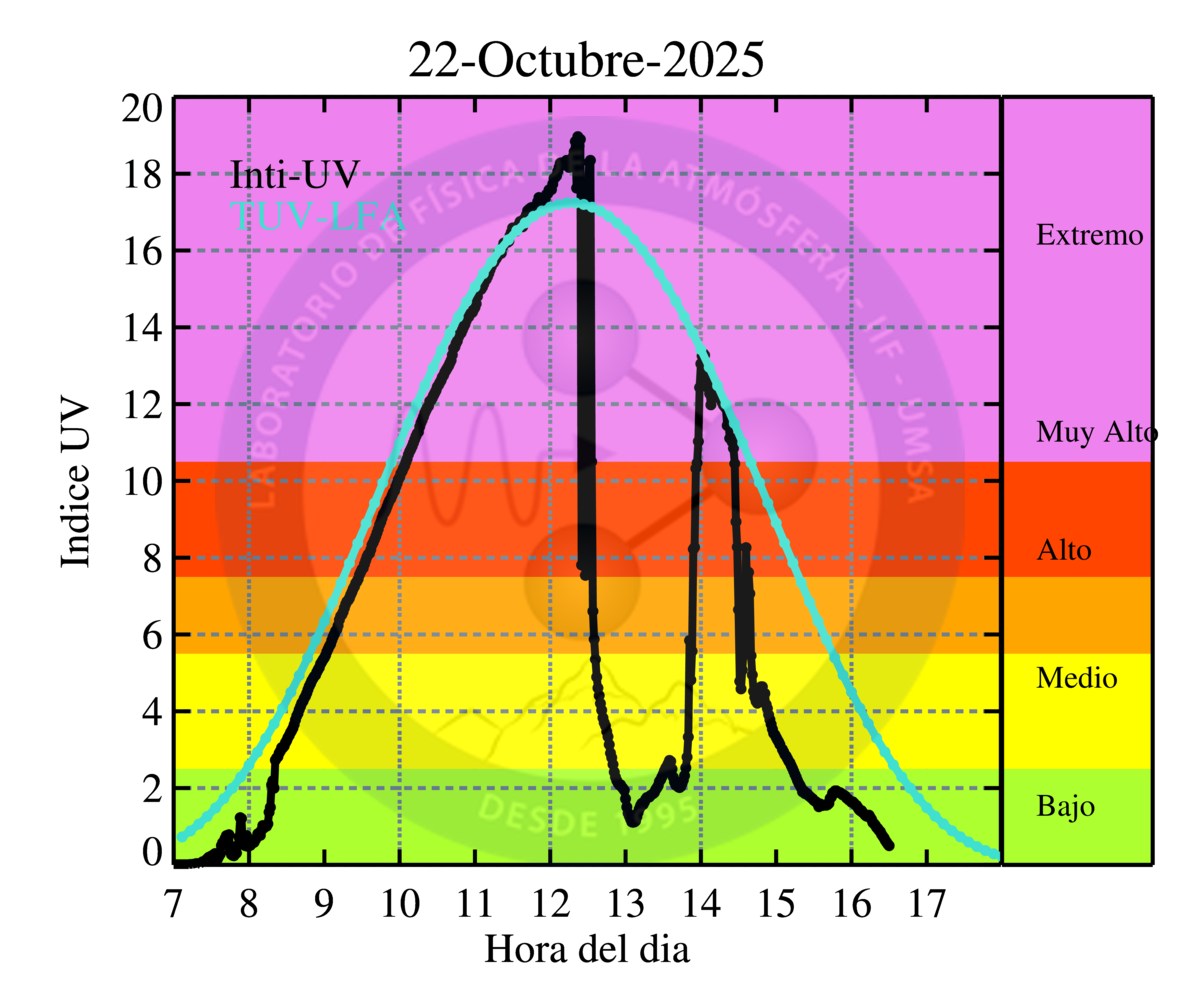 22-Octubre-2025
Inti-UV
TUV-LFA
Indice UV
20
18
16
14
12
10
8
6
4
2
0
Extremo
Muy Alto
Alto
Medio
Bajo
LABORATORIO DE FÍSICA DE LA ATMÓSFERA - IIF - UMSA
DESDE 1995
7 8 9 10 11 12 13 14 15 16 17
Hora del dia